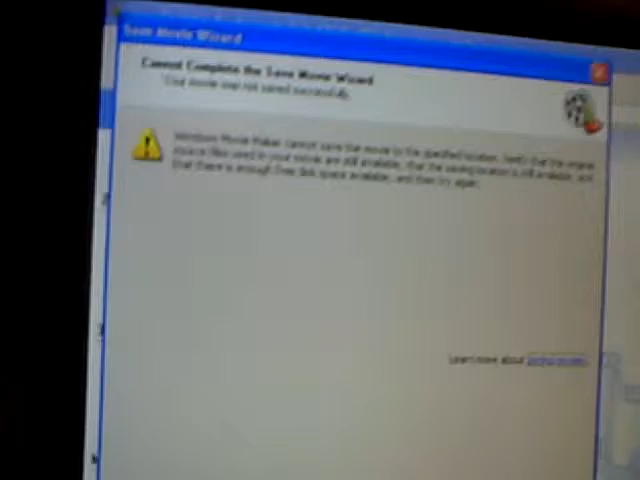 Save Movie Wizard
Cannot Complete the Save Movie Wizard
Your movie was not saved successfully.
Windows Movie Maker cannot save the movie to the specified location. Verify that the original
source files used in your movie are still available, that the saving location is still available, and
that there is enough free disk space available, and then try again.
Learn more about